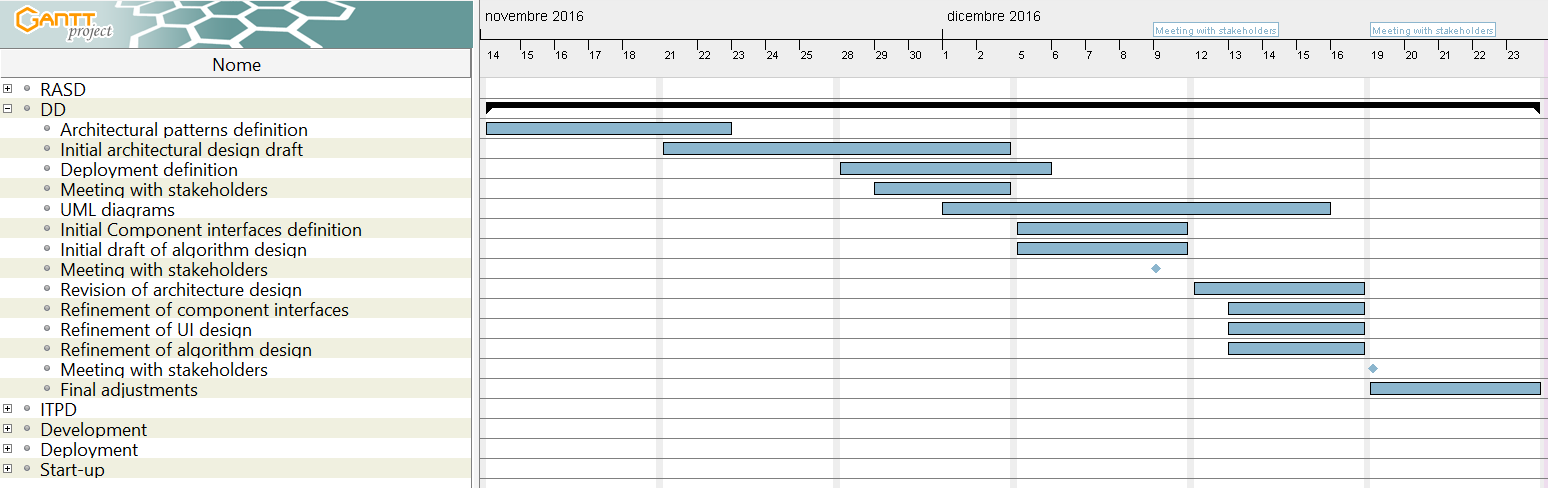 GANTT
project
novembre 2016
dicembre 2016
Meeting with stakeholders
Meeting with stakeholders
14 15 16 17 18 21 22 23 24 25 28 29 30 1 2 5 6 7 8 9 12 13 14 15 16 19 20 21 22 23
Nome
RASD
DD
Architectural patterns definition
Initial architectural design draft
Deployment definition
Meeting with stakeholders
UML diagrams
Initial Component interfaces definition
Initial draft of algorithm design
Meeting with stakeholders
Revision of architecture design
Refinement of component interfaces
Refinement of UI design
Refinement of algorithm design
Meeting with stakeholders
Final adjustments
ITPD
Development
Deployment
Start-up